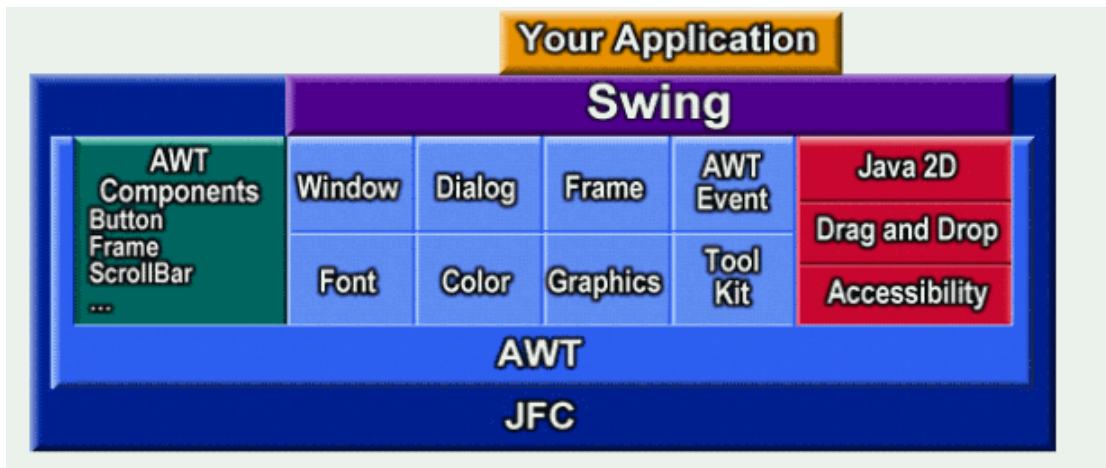 Your Application
Swing
AWT
Components
Button
Frame
ScrollBar
...
Window
Dialog
Frame
AWT
Event
Font
Color
Graphics
Tool
Kit
Java 2D
Drag and Drop
Accessibility
AWT
JFC